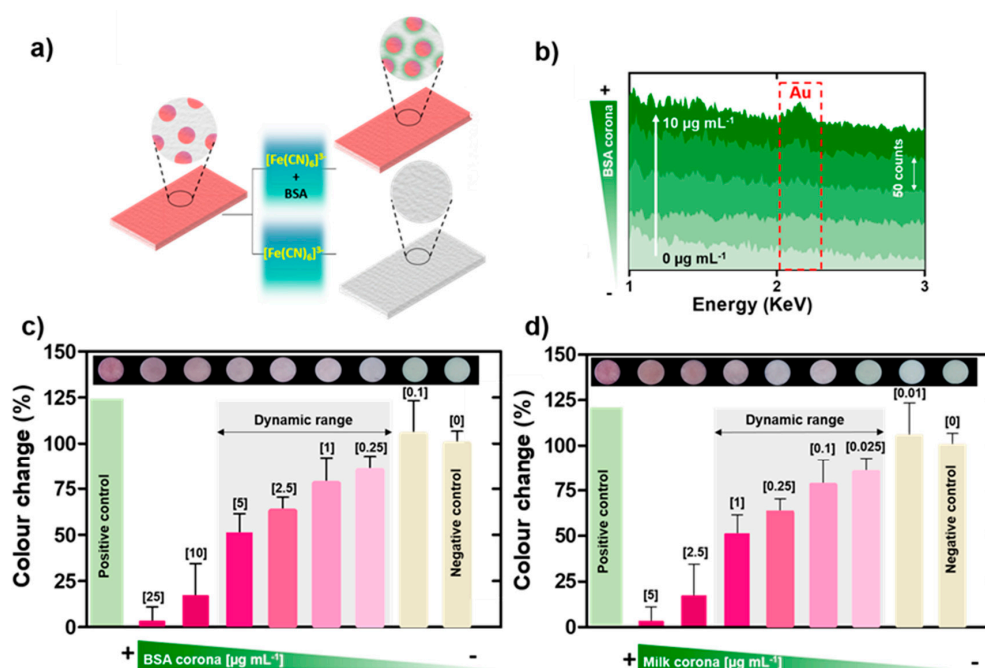 a)
[Fe(CN)₆]³⁻
+
BSA
[Fe(CN)₆]³⁻
b)
+
BSA corona
-
Au
10 µg mL⁻¹
50 counts
0 µg mL⁻¹
1 2 3
Energy (KeV)
c)
Colour change (%)
150
125
100
75
50
25
0
Positive control
[25]
[10]
[5]
[2.5]
[1]
[0.25]
[0.1]
[0]
Dynamic range
Negative control
+ BSA corona [µg mL⁻¹] -
d)
Colour change (%)
150
125
100
75
50
25
0
Positive control
[5]
[2.5]
[1]
[0.25]
[0.1]
[0.025]
[0.01]
[0]
Dynamic range
Negative control
+ Milk corona [µg mL⁻¹] -